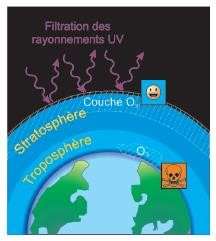 Filtration des
rayonnements UV
Couche O₃
Stratosphère
O₃
Troposphère